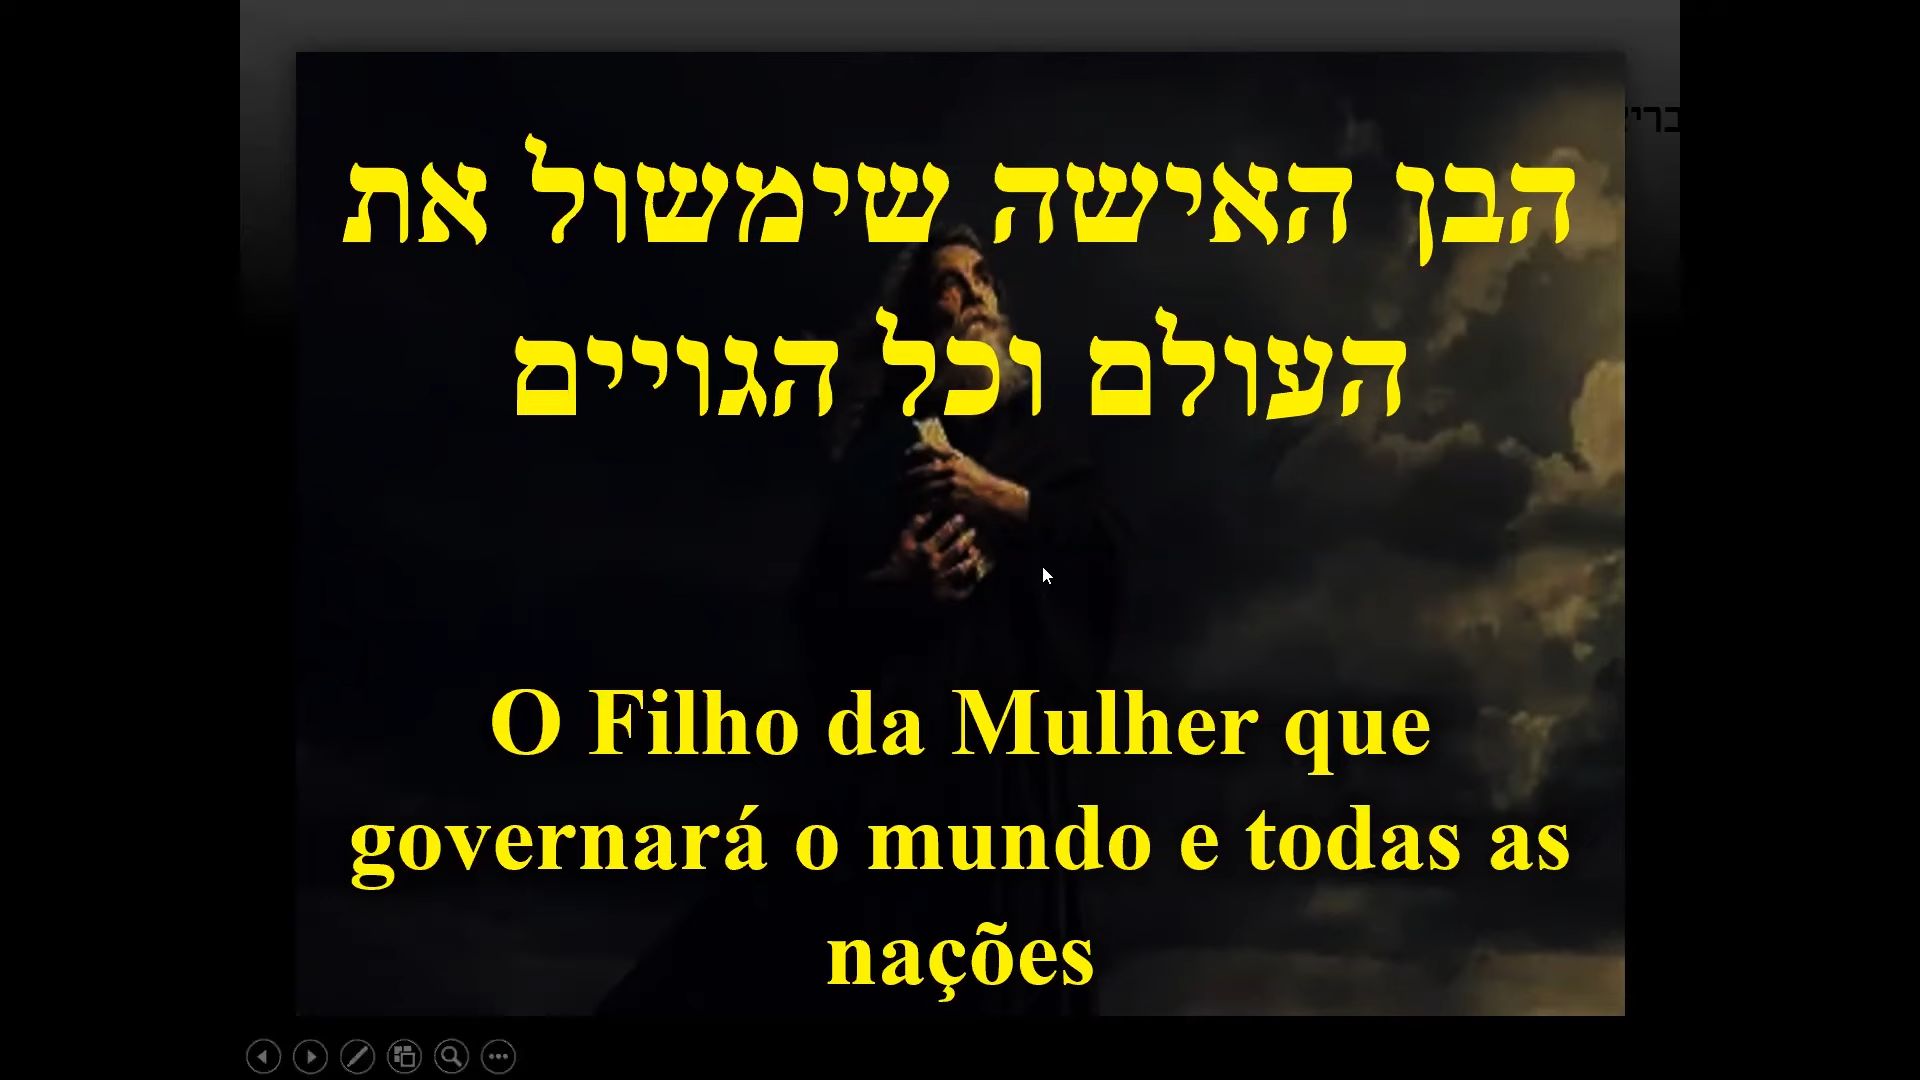 הבן האישה שימשול את
העולם וכל הגויים
O Filho da Mulher que
governará o mundo e todas as
nações